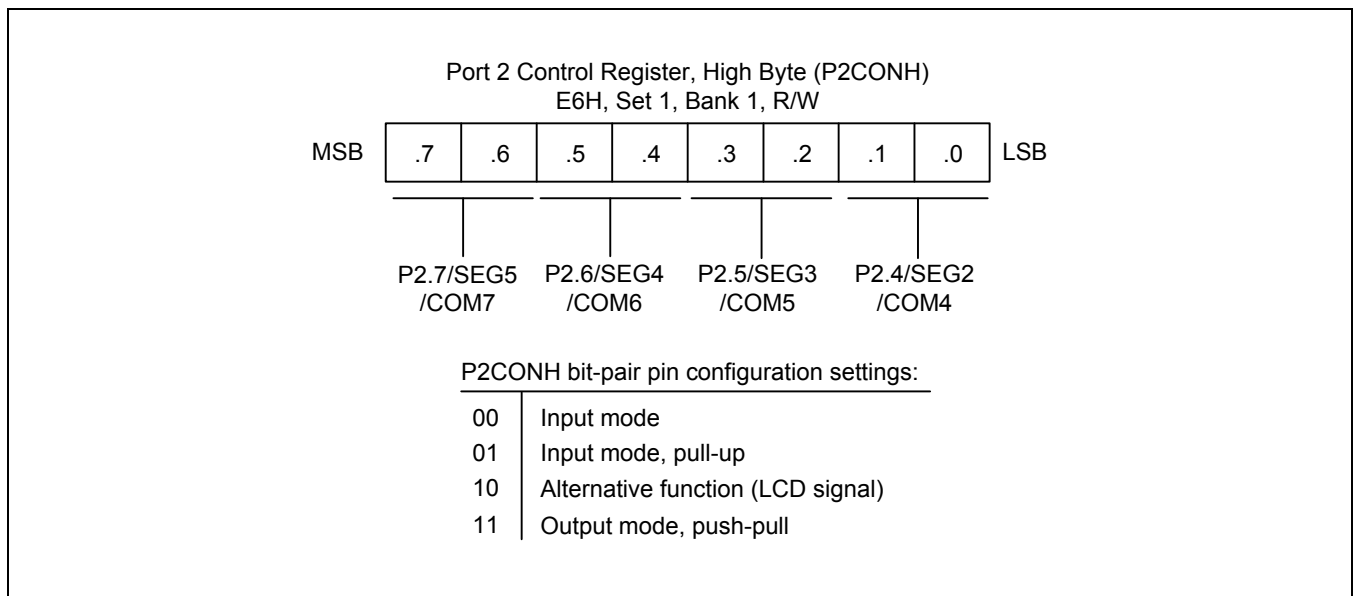 Port 2 Control Register, High Byte (P2CONH)
E6H, Set 1, Bank 1, R/W
MSB .7 .6 .5 .4 .3 .2 .1 .0 LSB
P2.7/SEG5 P2.6/SEG4 P2.5/SEG3 P2.4/SEG2
/COM7 /COM6 /COM5 /COM4
P2CONH bit-pair pin configuration settings:
00 Input mode
01 Input mode, pull-up
10 Alternative function (LCD signal)
11 Output mode, push-pull